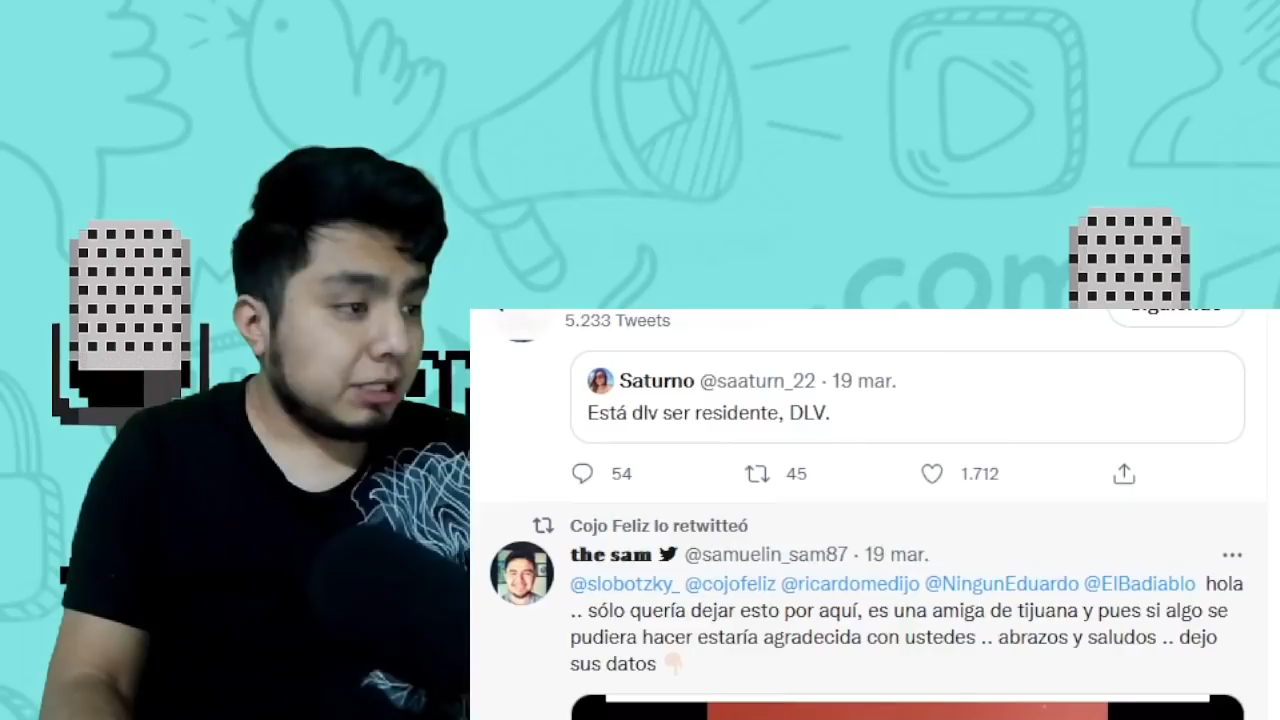 .com
Siguiendo
5.233 Tweets
Saturno @saaturn_22 · 19 mar.
Está dlv ser residente, DLV.
54 45 1.712
Cojo Feliz lo retwitteó
the sam @samuelin_sam87 · 19 mar.
@slobotzky_ @cojofeliz @ricardomedijo @NingunEduardo @ElBadiablo hola
.. sólo quería dejar esto por aquí, es una amiga de tijuana y pues si algo se
pudiera hacer estaría agradecida con ustedes .. abrazos y saludos .. dejo
sus datos